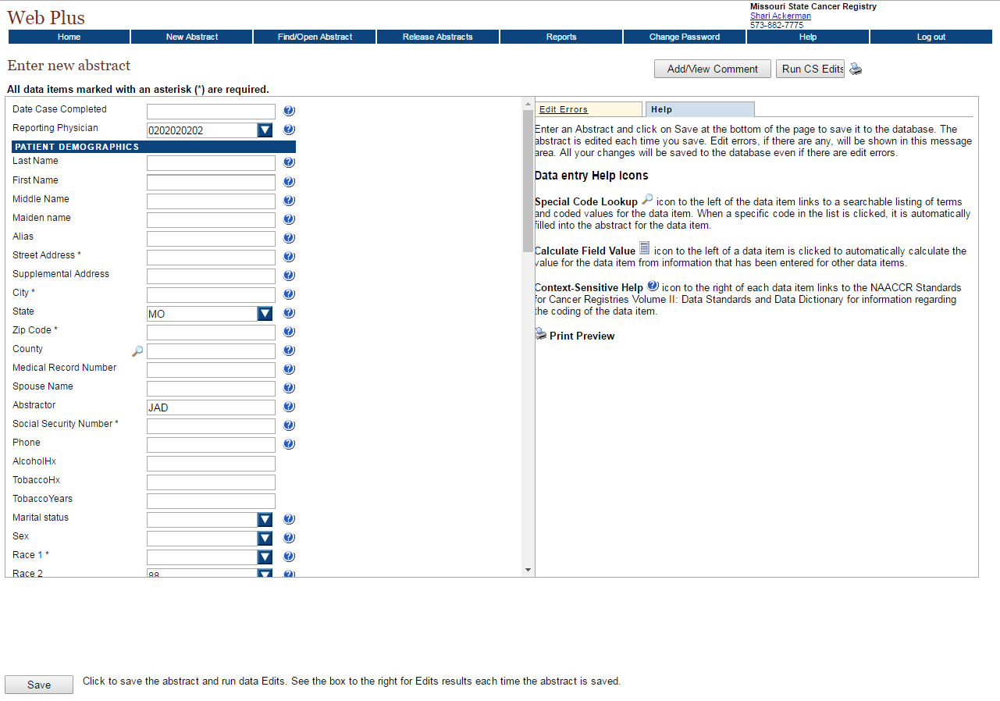 Web Plus
Missouri State Cancer Registry
Shari Ackerman
573-882-7775
Home New Abstract Find/Open Abstract Release Abstracts Reports Change Password Help Log out
Enter new abstract
Add/View Comment Run CS Edits
All data items marked with an asterisk (*) are required.
Date Case Completed
Reporting Physician 0202020202
PATIENT DEMOGRAPHICS
Last Name
First Name
Middle Name
Maiden name
Alias
Street Address *
Supplemental Address
City *
State MO
Zip Code *
County
Medical Record Number
Spouse Name
Abstractor JAD
Social Security Number *
Phone
AlcoholHx
TobaccoHx
TobaccoYears
Marital status
Sex
Race 1 *
Race 2 88
Edit Errors Help
Enter an Abstract and click on Save at the bottom of the page to save it to the database. The
abstract is edited each time you save. Edit errors, if there are any, will be shown in this message
area. All your changes will be saved to the database even if there are edit errors.
Data entry Help Icons
Special Code Lookup icon to the left of the data item links to a searchable listing of terms
and coded values for the data item. When a specific code in the list is clicked, it is automatically
filled into the abstract for the data item.
Calculate Field Value icon to the left of a data item is clicked to automatically calculate the
value for the data item from information that has been entered for other data items.
Context-Sensitive Help icon to the right of each data item links to the NAACCR Standards
for Cancer Registries Volume II: Data Standards and Data Dictionary for information regarding
the coding of the data item.
Print Preview
Save Click to save the abstract and run data Edits. See the box to the right for Edits results each time the abstract is saved.